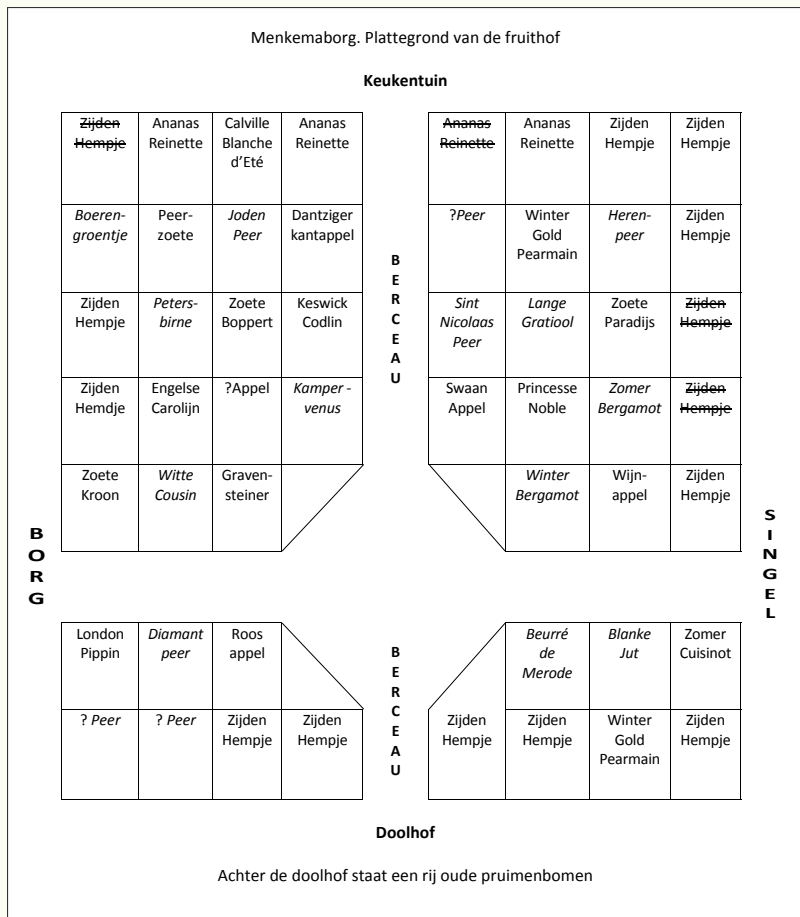 Menkemaborg. Plattegrond van de fruithof
Keukentuin
Zijden
Hempje
Ananas
Reinette
Calville
Blanche
d'Eté
Ananas
Reinette
Ananas
Reinette
Ananas
Reinette
Zijden
Hempje
Zijden
Hempje
Boeren-
groentje
Peer-
zoete
Joden
Peer
Dantziger
kantappel
?Peer
Winter
Gold
Pearmain
Heren-
peer
Zijden
Hempje
Zijden
Hempje
Peters-
birne
Zoete
Boppert
Keswick
Codlin
Sint
Nicolaas
Peer
Lange
Gratiool
Zoete
Paradijs
Zijden
Hempje
Zijden
Hemdje
Engelse
Carolijn
?Appel
Kamper -
venus
Swaan
Appel
Princesse
Noble
Zomer
Bergamot
Zijden
Hempje
Zoete
Kroon
Witte
Cousin
Graven-
steiner
Winter
Bergamot
Wijn-
appel
Zijden
Hempje
BERCEAU
BORG
SINGEL
London
Pippin
Diamant
peer
Roos
appel
Beurré
de
Merode
Blanke
Jut
Zomer
Cuisinot
? Peer
? Peer
Zijden
Hempje
Zijden
Hempje
Zijden
Hempje
Zijden
Hempje
Winter
Gold
Pearmain
Zijden
Hempje
BERCEAU
Doolhof
Achter de doolhof staat een rij oude pruimenbomen